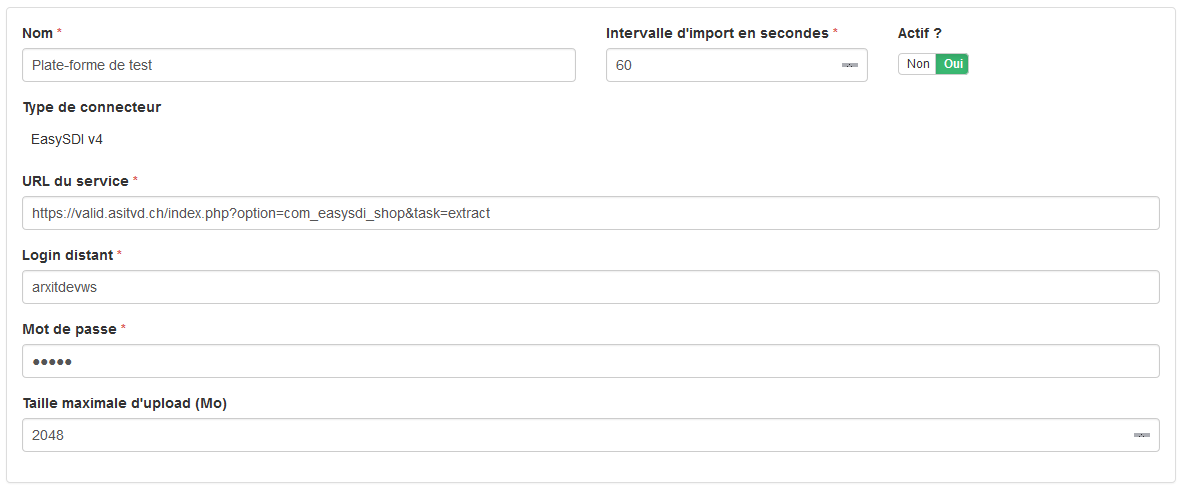 Nom *
Intervalle d'import en secondes *
Actif ?
Plate-forme de test
60
Non Oui
Type de connecteur
EasySDI v4
URL du service *
https://valid.asitvd.ch/index.php?option=com_easysdi_shop&task=extract
Login distant *
arxitdevws
Mot de passe *
●●●●●
Taille maximale d'upload (Mo)
2048